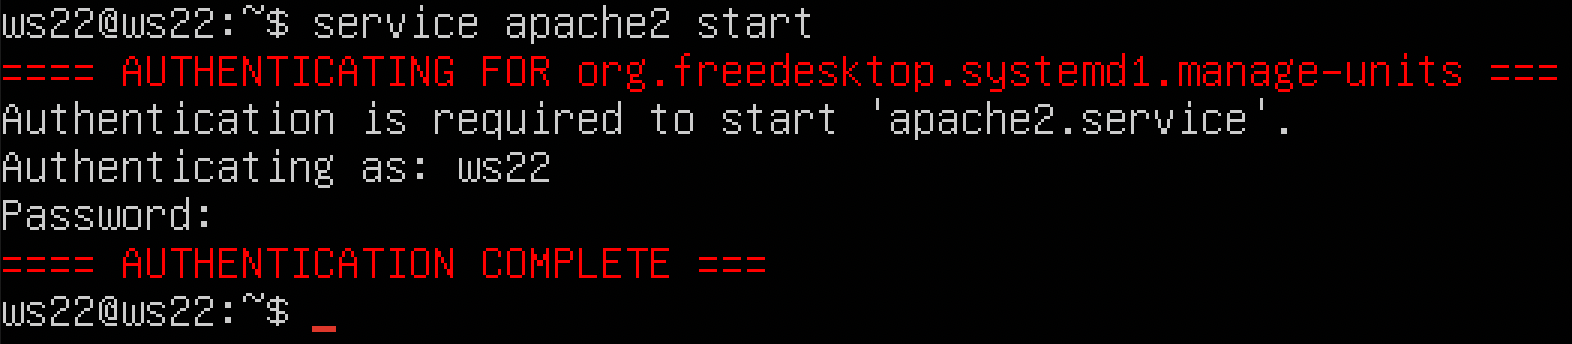 ws22@ws22:~$ service apache2 start
==== AUTHENTICATING FOR org.freedesktop.systemd1.manage-units ===
Authentication is required to start 'apache2.service'.
Authenticating as: ws22
Password:
==== AUTHENTICATION COMPLETE ===
ws22@ws22:~$ _